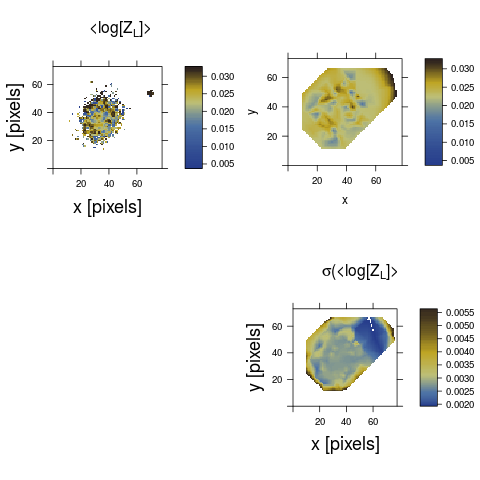 <log[Z_L]>
60
40
20
20 40 60
x [pixels]
y [pixels]
0.030
0.025
0.020
0.015
0.010
0.005
60
40
20
20 40 60
x
y
0.030
0.025
0.020
0.015
0.010
0.005
σ(<log[Z_L]>
60
40
20
20 40 60
x [pixels]
y [pixels]
0.0055
0.0050
0.0045
0.0040
0.0035
0.0030
0.0025
0.0020